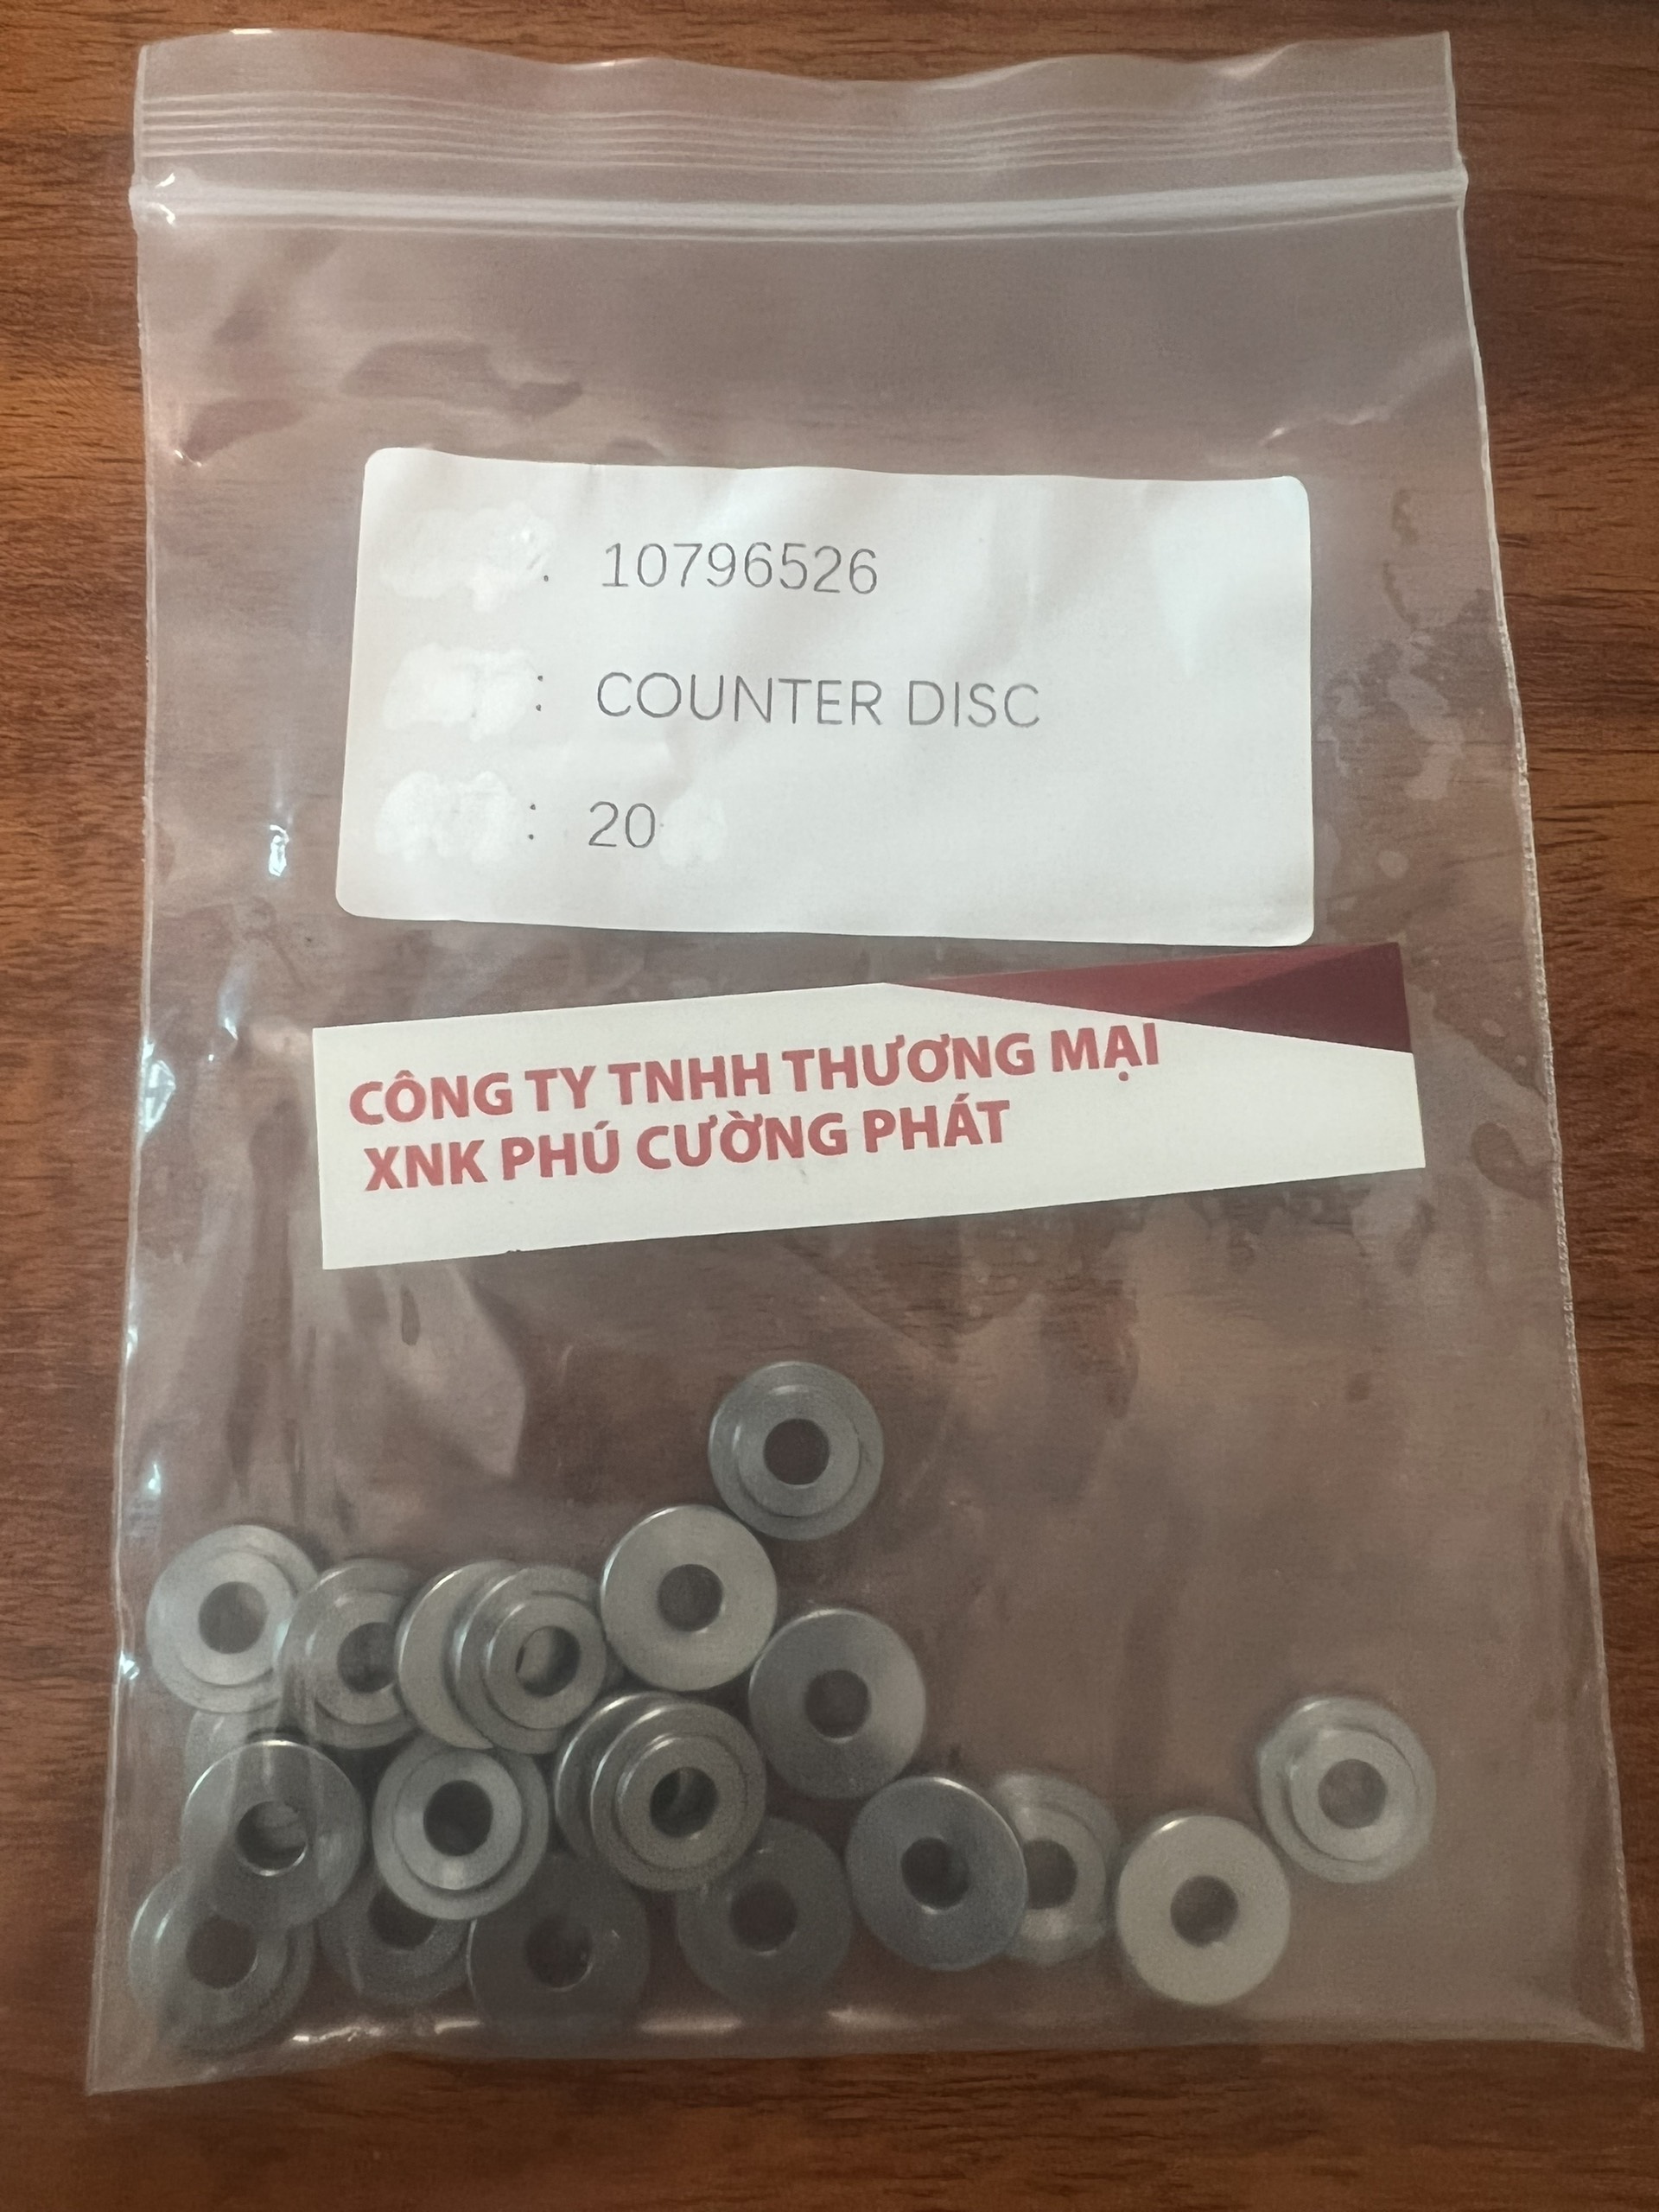 . 10796526
: COUNTER DISC
: 20
CÔNG TY TNHH THƯƠNG MẠI
XNK PHÚ CƯỜNG PHÁT